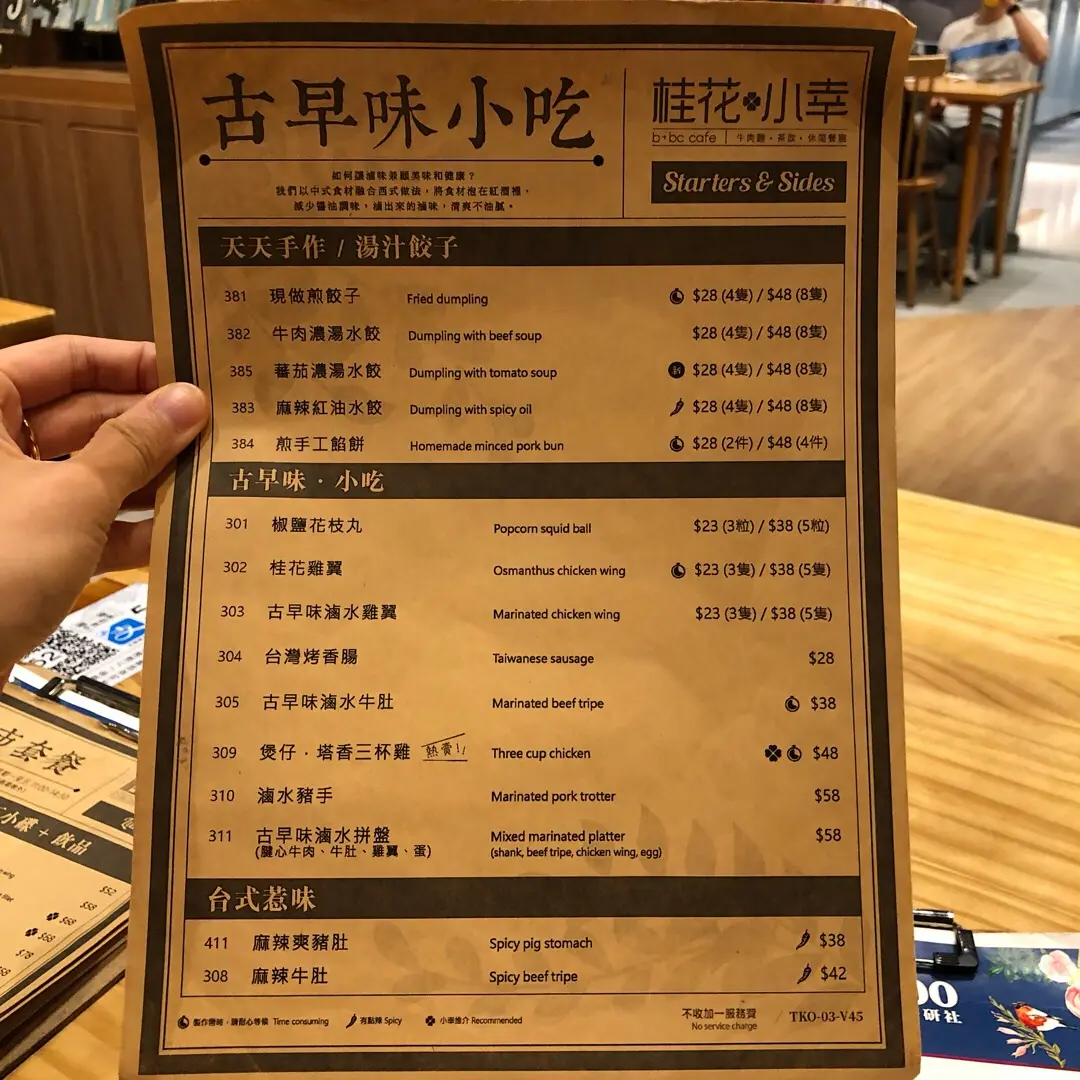 古早味小吃
如何讓滷味兼顧美味和健康？
我們以中式食材融合西式做法，將食材泡在紅酒裡，
減少醬油調味，滷出來的滷味，清爽不油膩。
桂花小幸
b+bc cafe | 牛肉麵・茶飲・休閒餐廳
Starters & Sides
天天手作 / 湯汁餃子
381 現做煎餃子 Fried dumpling $28 (4隻) / $48 (8隻)
382 牛肉濃湯水餃 Dumpling with beef soup $28 (4隻) / $48 (8隻)
385 蕃茄濃湯水餃 Dumpling with tomato soup 新 $28 (4隻) / $48 (8隻)
383 麻辣紅油水餃 Dumpling with spicy oil $28 (4隻) / $48 (8隻)
384 煎手工餡餅 Homemade minced pork bun $28 (2件) / $48 (4件)
古早味・小吃
301 椒鹽花枝丸 Popcorn squid ball $23 (3粒) / $38 (5粒)
302 桂花雞翼 Osmanthus chicken wing $23 (3隻) / $38 (5隻)
303 古早味滷水雞翼 Marinated chicken wing $23 (3隻) / $38 (5隻)
304 台灣烤香腸 Taiwanese sausage $28
305 古早味滷水牛肚 Marinated beef tripe $38
309 煲仔・塔香三杯雞 熱賣!! Three cup chicken $48
310 滷水豬手 Marinated pork trotter $58
311 古早味滷水拼盤 Mixed marinated platter $58
(腱心牛肉、牛肚、雞翼、蛋) (shank, beef tripe, chicken wing, egg)
台式惹味
411 麻辣爽豬肚 Spicy pig stomach $38
308 麻辣牛肚 Spicy beef tripe $42
製作需時，請耐心等候 Time consuming 有點辣 Spicy 小幸推介 Recommended
不收加一服務費
No service charge
TKO-03-V45
古套餐
小碟 + 飲品
$52
$58
$68
$68
$78
研社